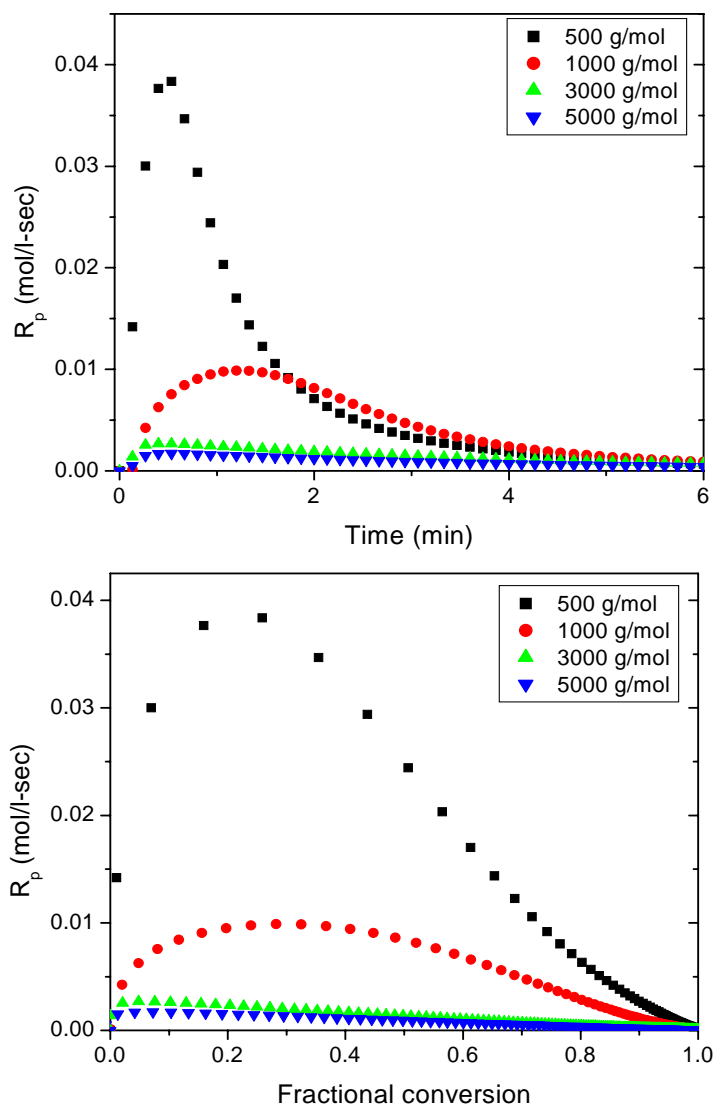 500 g/mol
1000 g/mol
3000 g/mol
5000 g/mol
0.04
0.03
0.02
0.01
0.00
R_p (mol/l-sec)
0 2 4 6
Time (min)
500 g/mol
1000 g/mol
3000 g/mol
5000 g/mol
0.04
0.03
0.02
0.01
0.00
R_p (mol/l-sec)
0.0 0.2 0.4 0.6 0.8 1.0
Fractional conversion